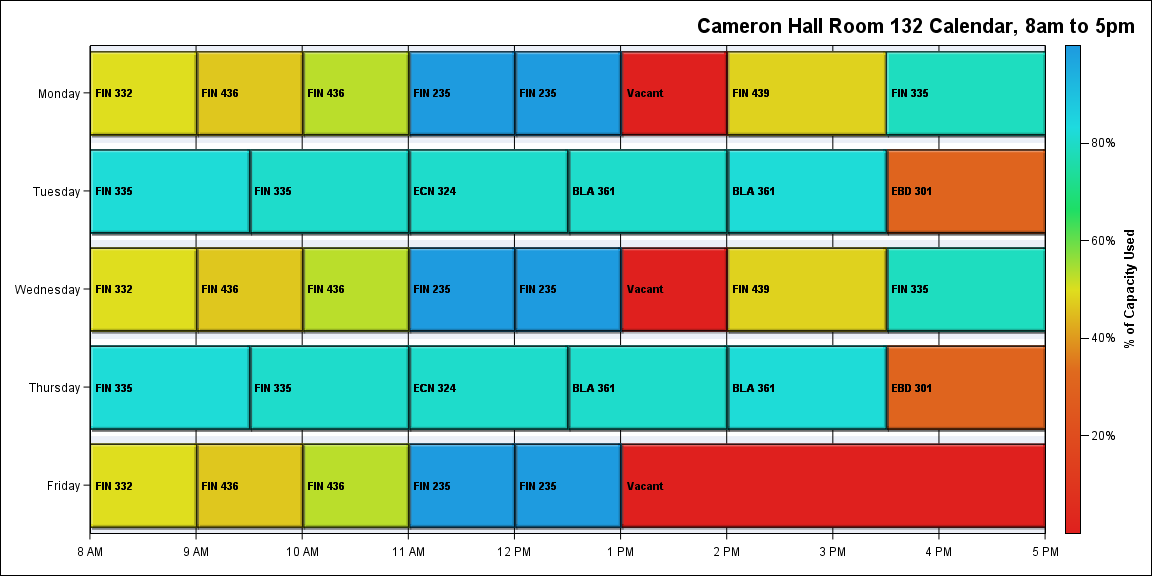 Cameron Hall Room 132 Calendar, 8am to 5pm
Monday
FIN 332
FIN 436
FIN 436
FIN 235
FIN 235
Vacant
FIN 439
FIN 335
Tuesday
FIN 335
FIN 335
ECN 324
BLA 361
BLA 361
EBD 301
Wednesday
FIN 332
FIN 436
FIN 436
FIN 235
FIN 235
Vacant
FIN 439
FIN 335
Thursday
FIN 335
FIN 335
ECN 324
BLA 361
BLA 361
EBD 301
Friday
FIN 332
FIN 436
FIN 436
FIN 235
FIN 235
Vacant
8 AM
9 AM
10 AM
11 AM
12 PM
1 PM
2 PM
3 PM
4 PM
5 PM
80%
60%
40%
20%
% of Capacity Used